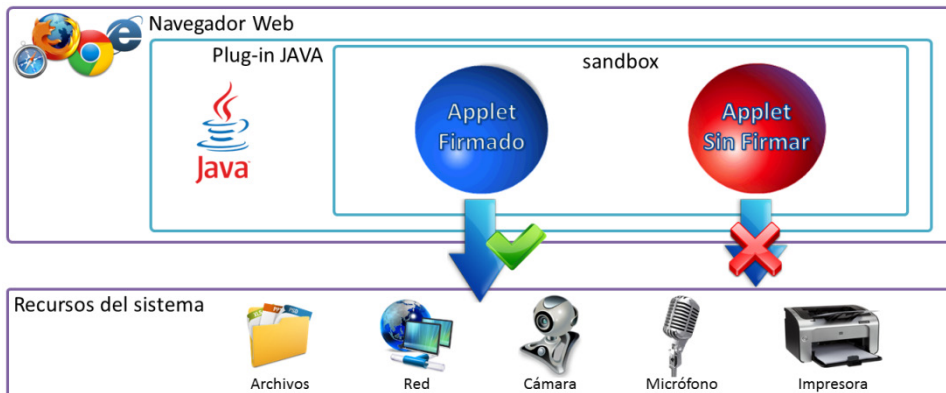 Navegador Web
Plug-in JAVA
sandbox
Java
Applet
Firmado
Applet
Sin Firmar
Recursos del sistema
Archivos
Red
Cámara
Micrófono
Impresora